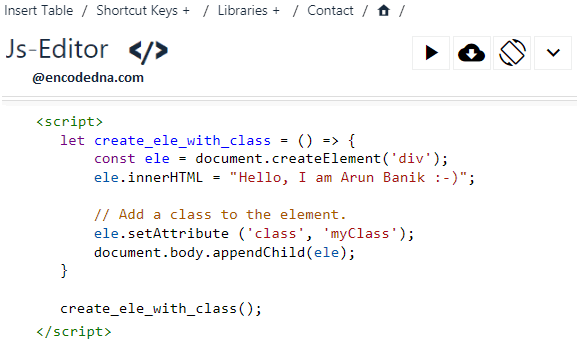 Insert Table / Shortcut Keys + / Libraries + / Contact / /
Js-Editor </>
@encodedna.com
<script>
let create_ele_with_class = () => {
const ele = document.createElement('div');
ele.innerHTML = "Hello, I am Arun Banik :-)";
// Add a class to the element.
ele.setAttribute ('class', 'myClass');
document.body.appendChild(ele);
}
create_ele_with_class();
</script>